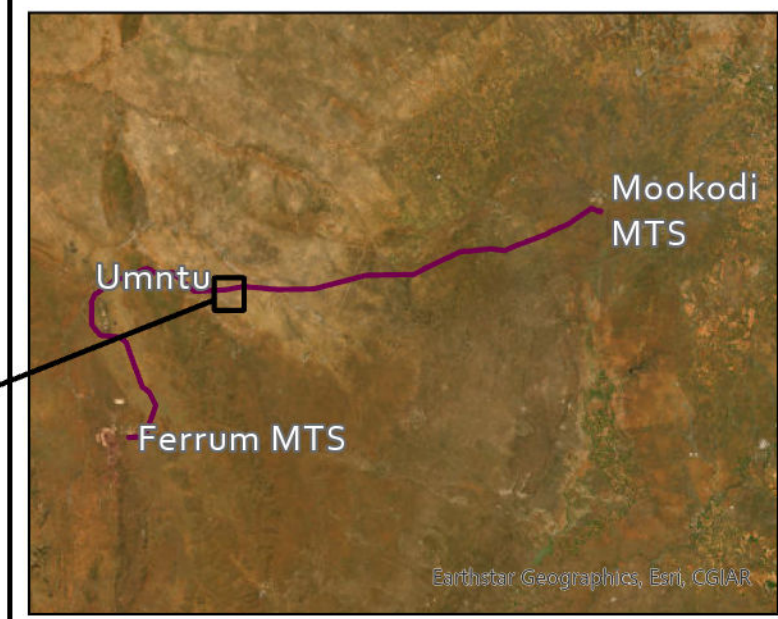 Mookodi
MTS
Umntu
Ferrum MTS
Earthstar Geographics, Esri, CGIAR